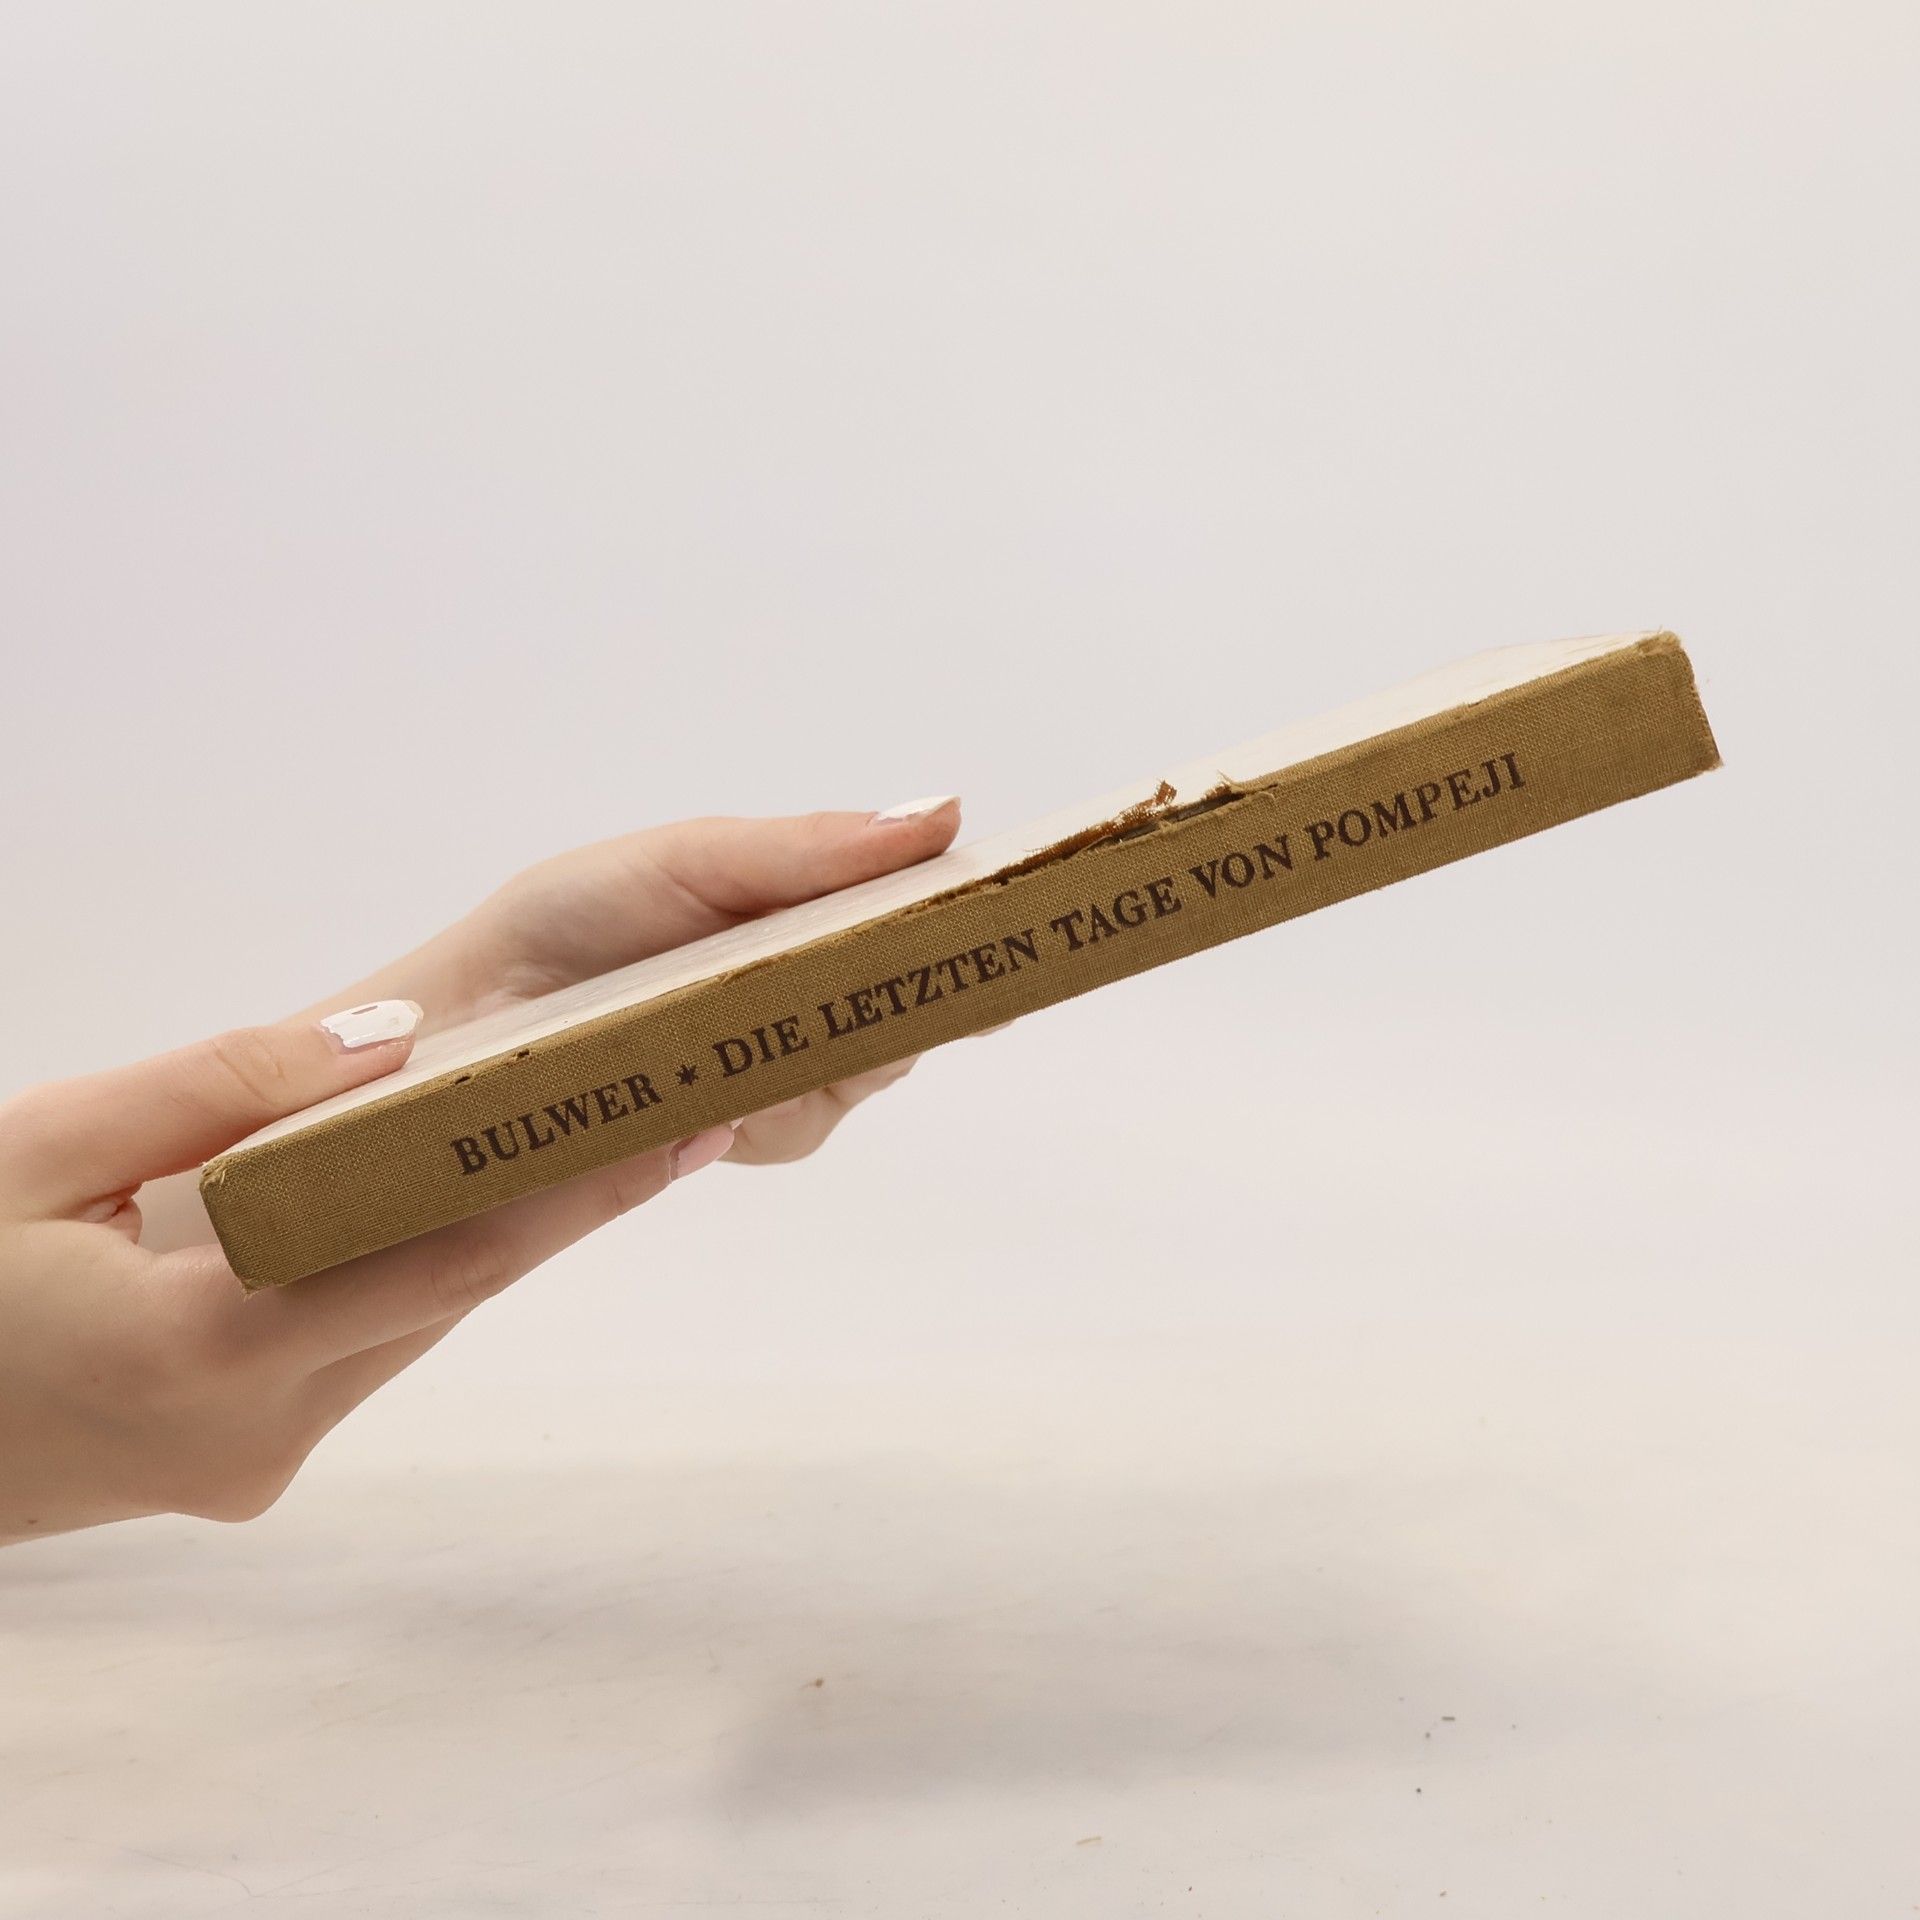 BULWER * DIE LETZTEN TAGE VON POMPEJI